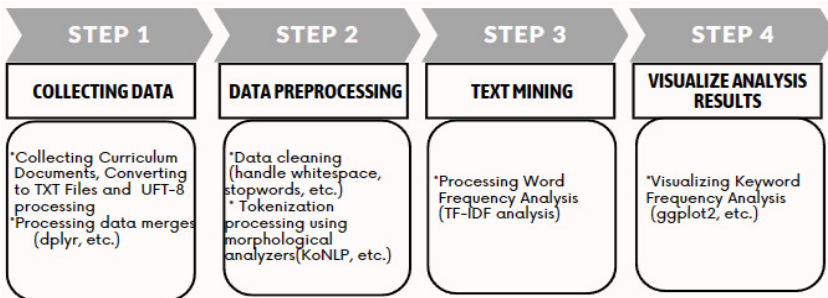 STEP 1
STEP 2
STEP 3
STEP 4
COLLECTING DATA
DATA PREPROCESSING
TEXT MINING
VISUALIZE ANALYSIS
RESULTS
*Collecting Curriculum
Documents, Converting
to TXT Files and UFT-8
processing
*Processing data merges
(dplyr, etc.)
*Data cleaning
(handle whitespace,
stopwords, etc.)
* Tokenization
processing using
morphological
analyzers(KoNLP, etc.)
*Processing Word
Frequency Analysis
(TF-IDF analysis)
*Visualizing Keyword
Frequency Analysis
(ggplot2, etc.)